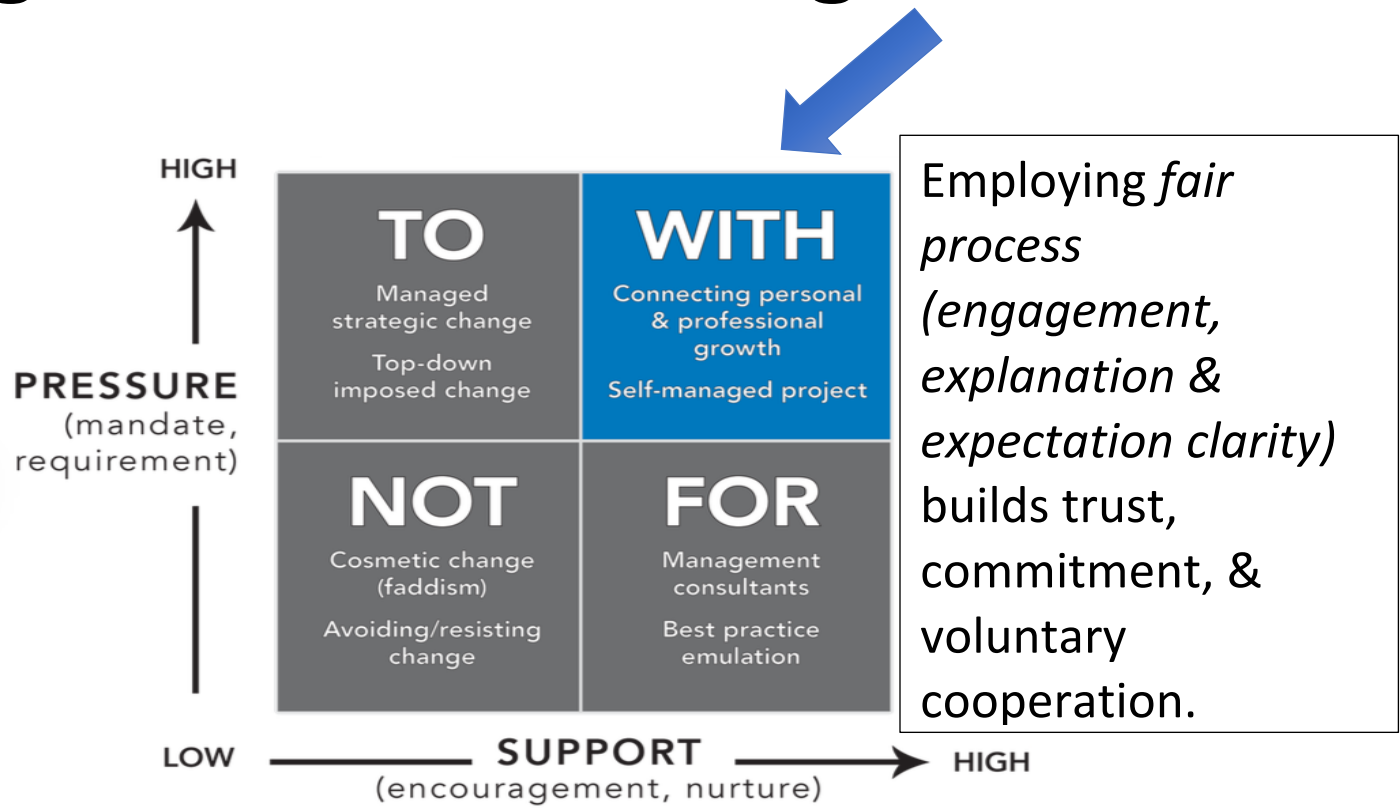 HIGH
PRESSURE
(mandate,
requirement)
LOW
TO
Managed
strategic change
Top-down
imposed change
WITH
Connecting personal
& professional
growth
Self-managed project
NOT
Cosmetic change
(faddism)
Avoiding/resisting
change
FOR
Management
consultants
Best practice
emulation
SUPPORT
(encouragement, nurture)
HIGH
Employing fair
process
(engagement,
explanation &
expectation clarity)
builds trust,
commitment, &
voluntary
cooperation.